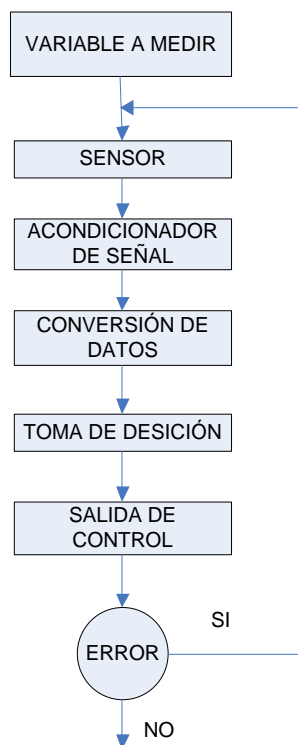 VARIABLE A MEDIR
SENSOR
ACONDICIONADOR
DE SEÑAL
CONVERSIÓN DE
DATOS
TOMA DE DESICIÓN
SALIDA DE
CONTROL
SI
ERROR
NO